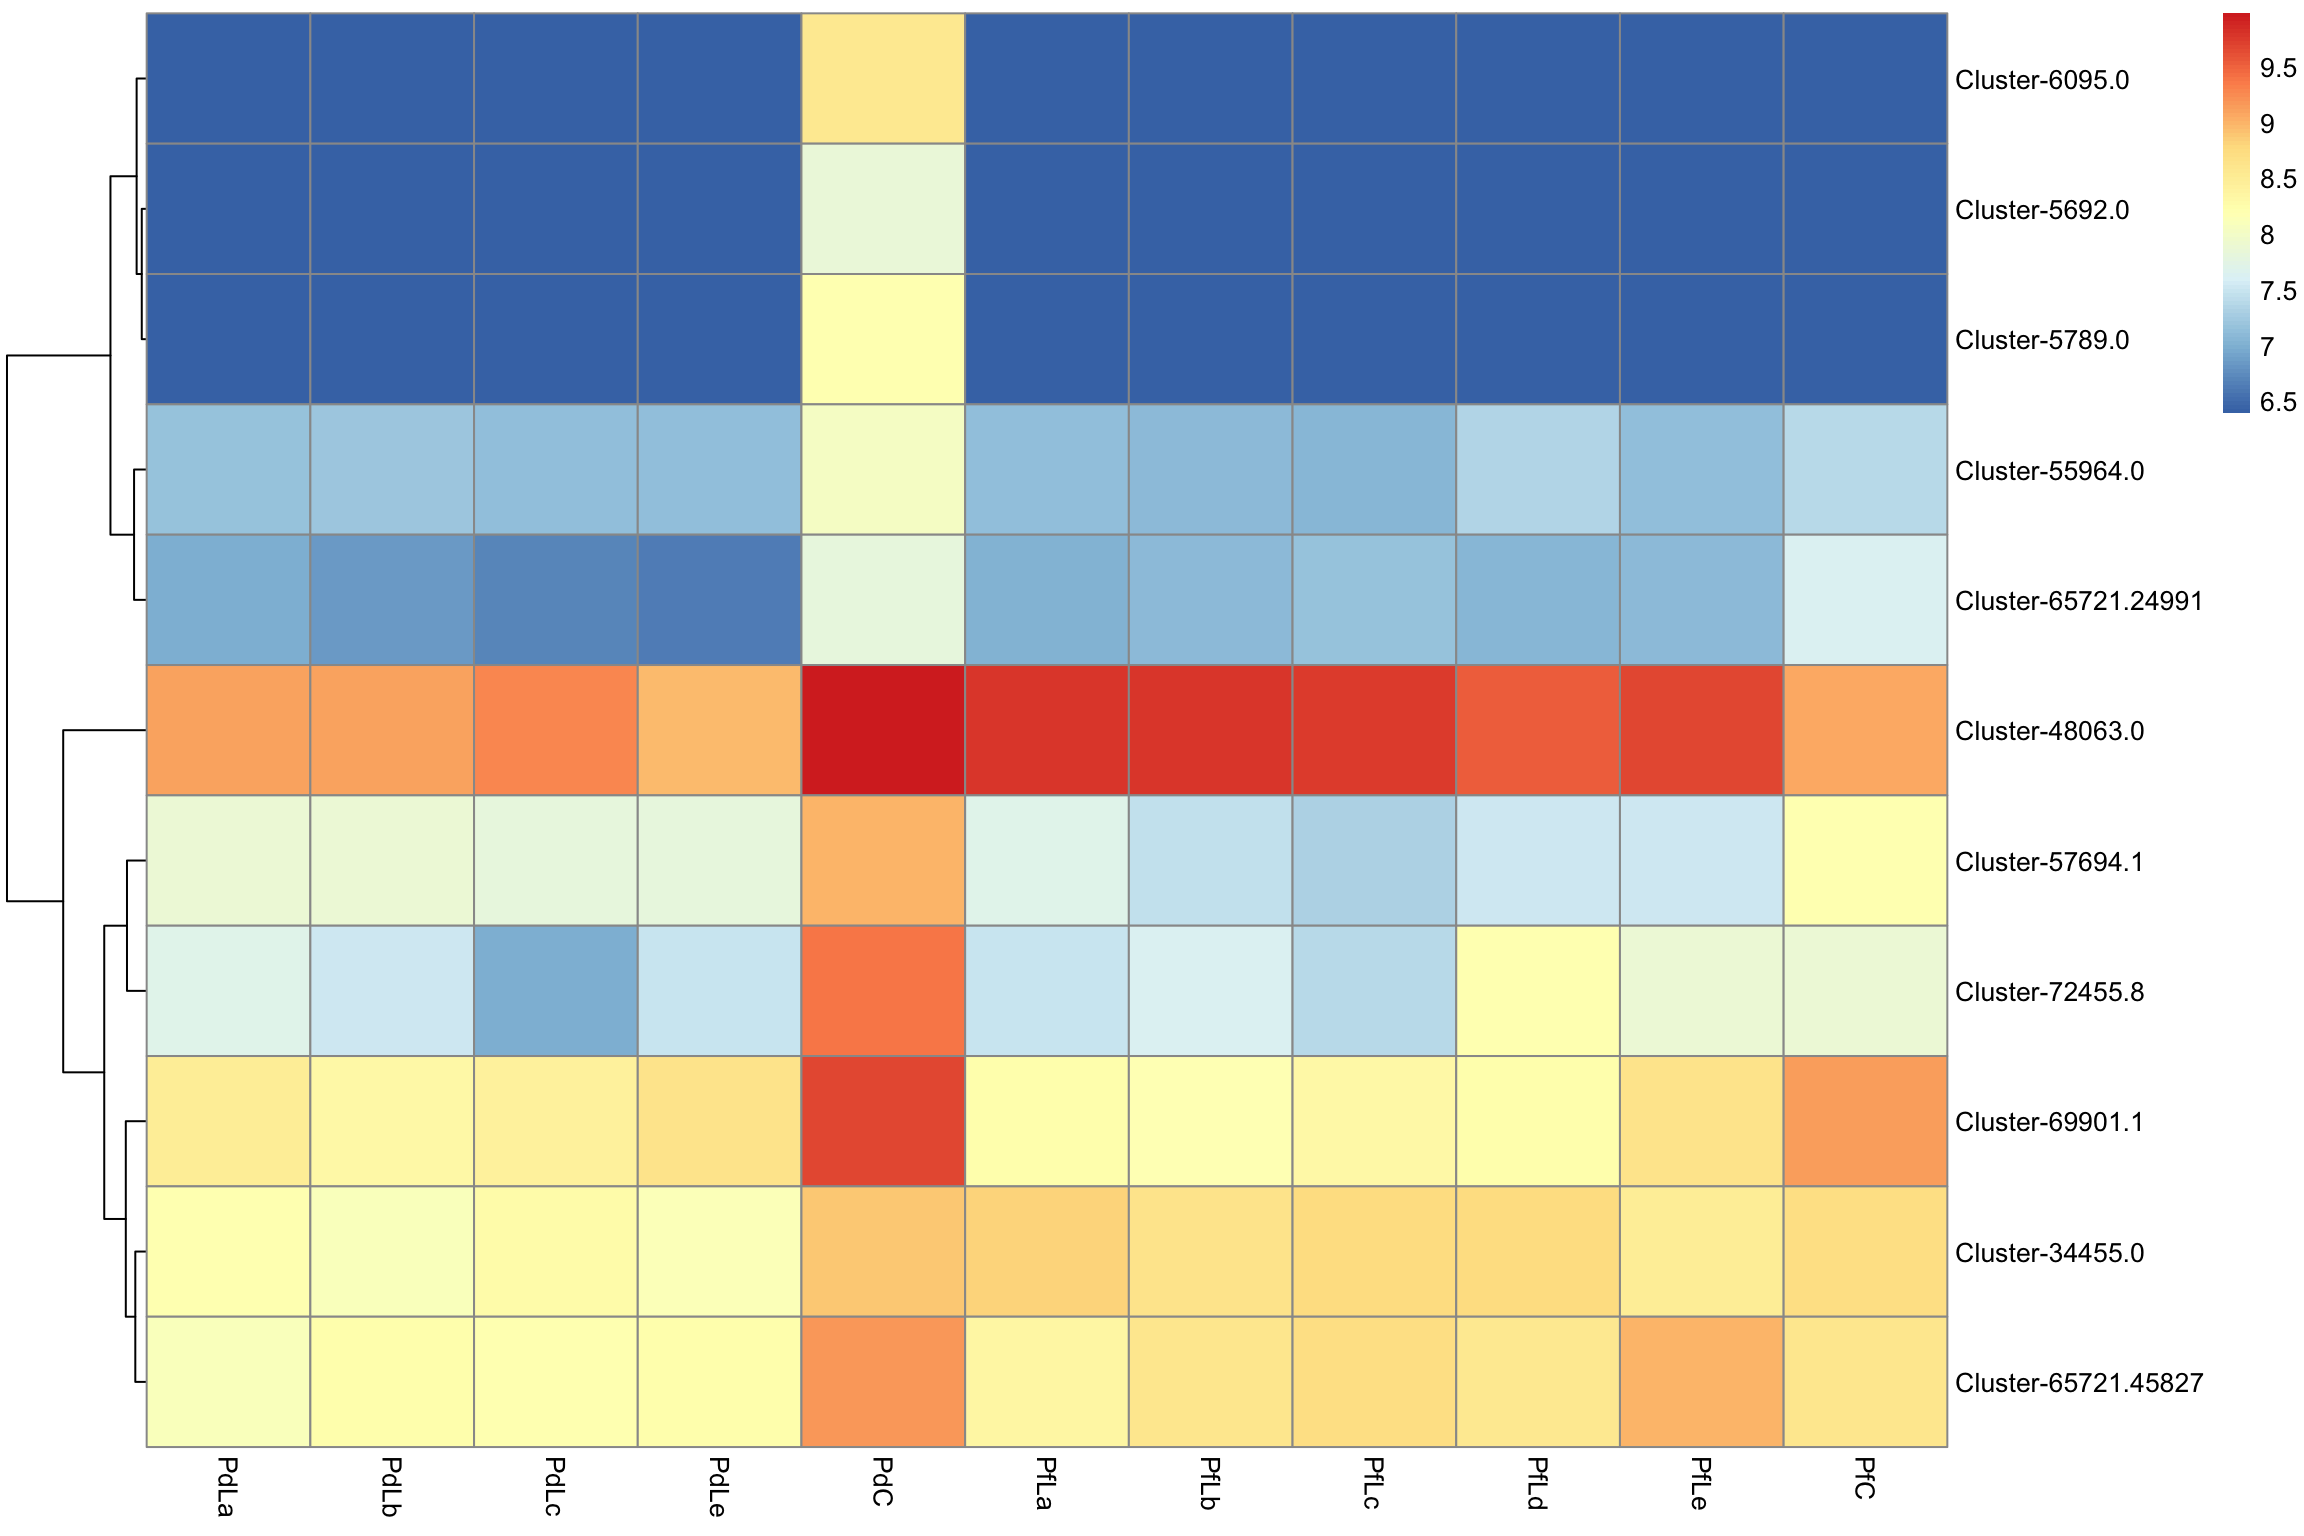 Cluster-6095.0
Cluster-5692.0
Cluster-5789.0
Cluster-55964.0
Cluster-65721.24991
Cluster-48063.0
Cluster-57694.1
Cluster-72455.8
Cluster-69901.1
Cluster-34455.0
Cluster-65721.45827
9.5
9
8.5
8
7.5
7
6.5
PdLa
PdLb
PdLc
PdLe
PdC
PfLa
PfLb
PfLc
PfLd
PfLe
PfC